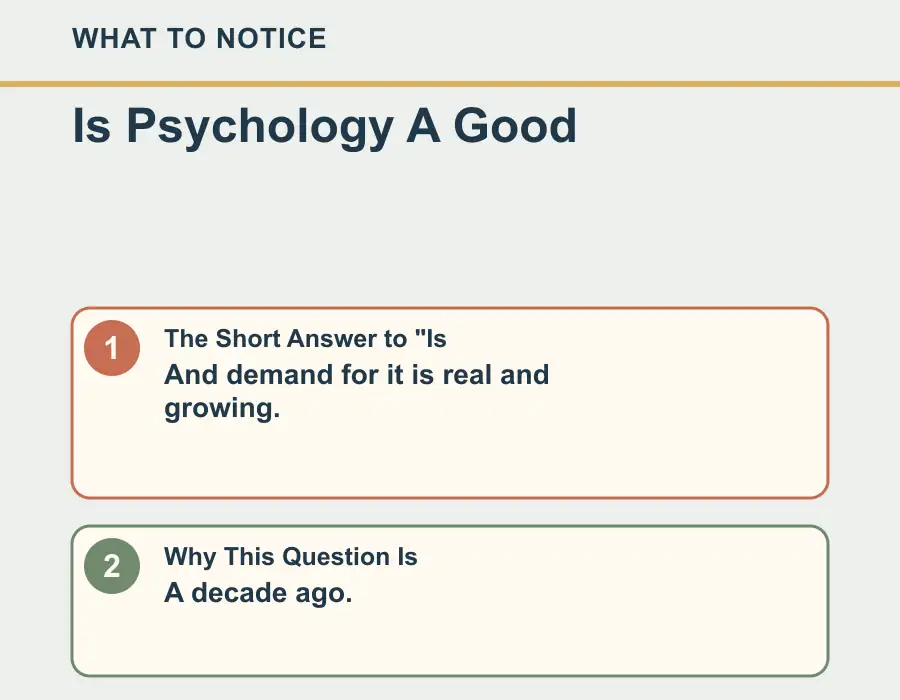 WHAT TO NOTICE
Is Psychology A Good
1
The Short Answer to "Is
And demand for it is real and
growing.
2
Why This Question Is
A decade ago.